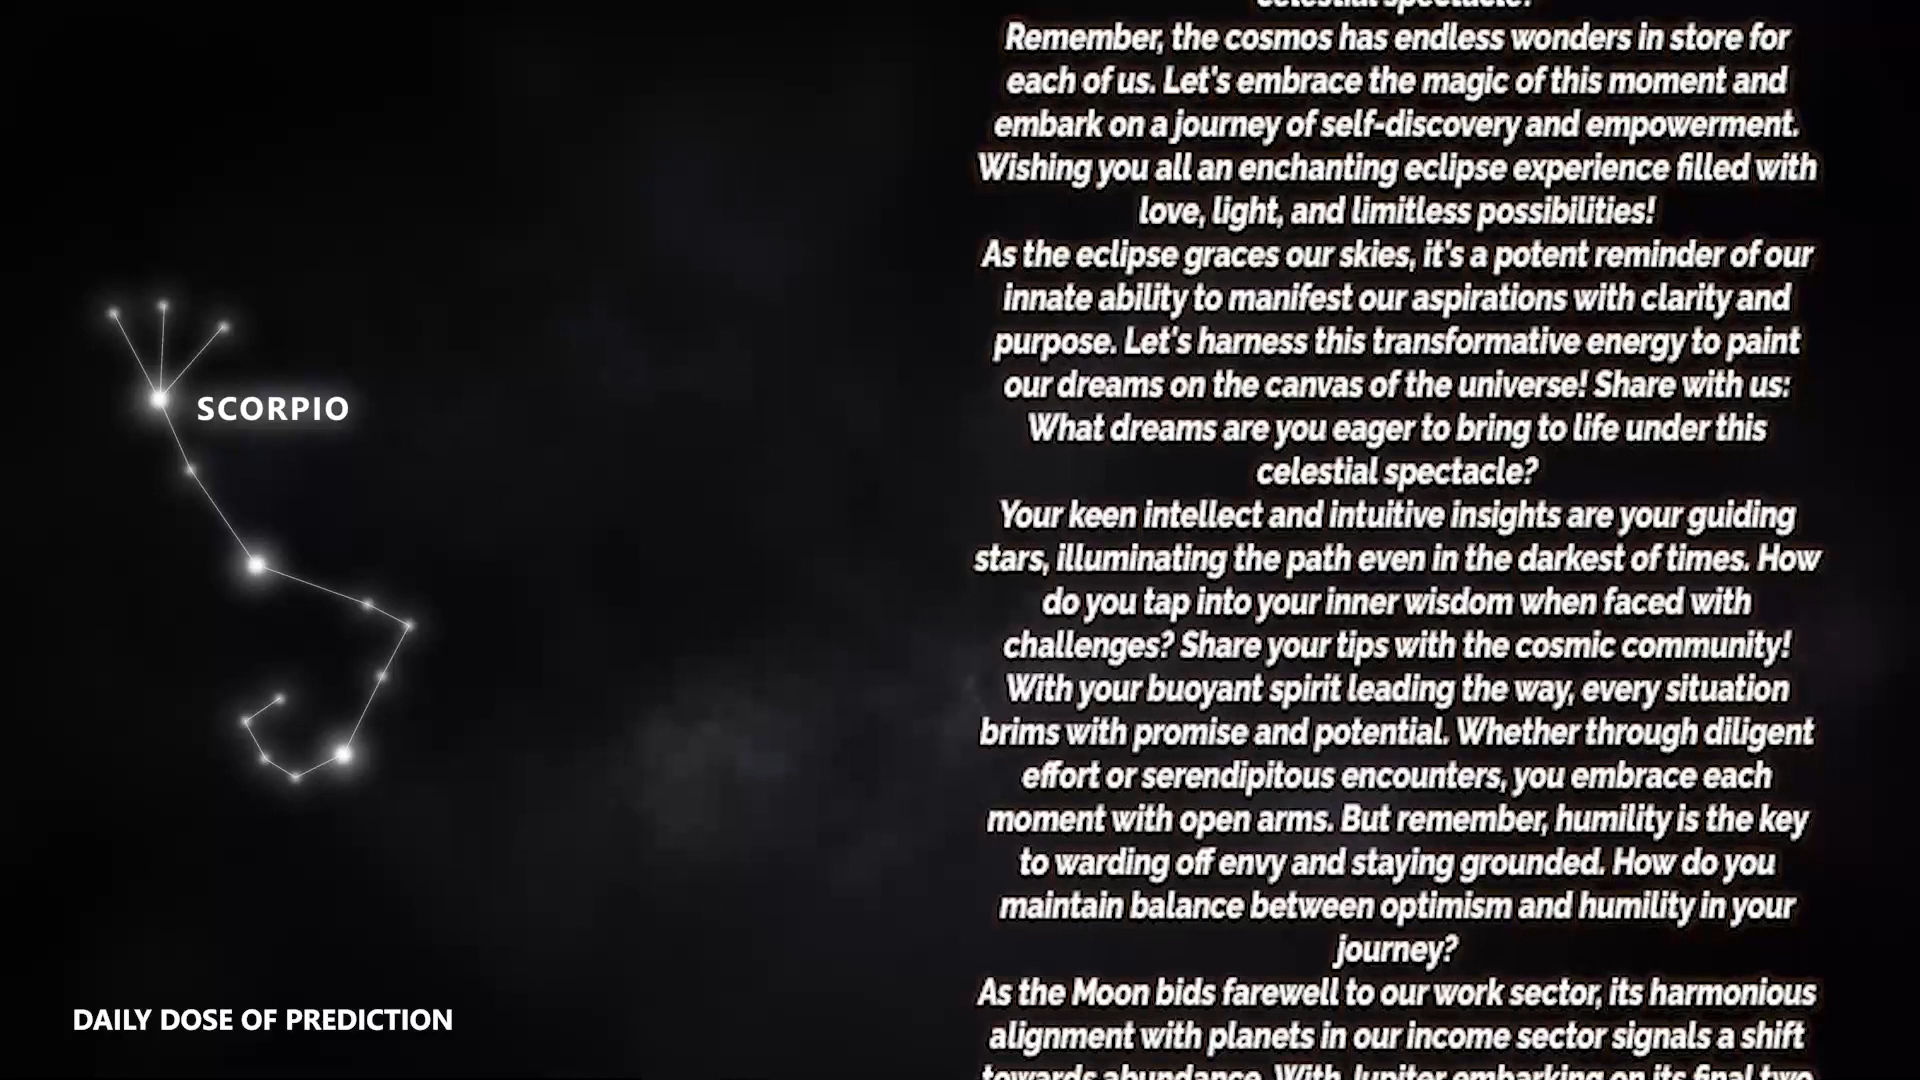 celestial spectacle?
Remember, the cosmos has endless wonders in store for
each of us. Let's embrace the magic of this moment and
embark on a journey of self-discovery and empowerment.
Wishing you all an enchanting eclipse experience filled with
love, light, and limitless possibilities!
As the eclipse graces our skies, it's a potent reminder of our
innate ability to manifest our aspirations with clarity and
purpose. Let's harness this transformative energy to paint
our dreams on the canvas of the universe! Share with us:
What dreams are you eager to bring to life under this
celestial spectacle?
Your keen intellect and intuitive insights are your guiding
stars, illuminating the path even in the darkest of times. How
do you tap into your inner wisdom when faced with
challenges? Share your tips with the cosmic community!
With your buoyant spirit leading the way, every situation
brims with promise and potential. Whether through diligent
effort or serendipitous encounters, you embrace each
moment with open arms. But remember, humility is the key
to warding off envy and staying grounded. How do you
maintain balance between optimism and humility in your
journey?
As the Moon bids farewell to our work sector, its harmonious
alignment with planets in our income sector signals a shift
towards abundance. With Jupiter embarking on its final two
SCORPIO
DAILY DOSE OF PREDICTION